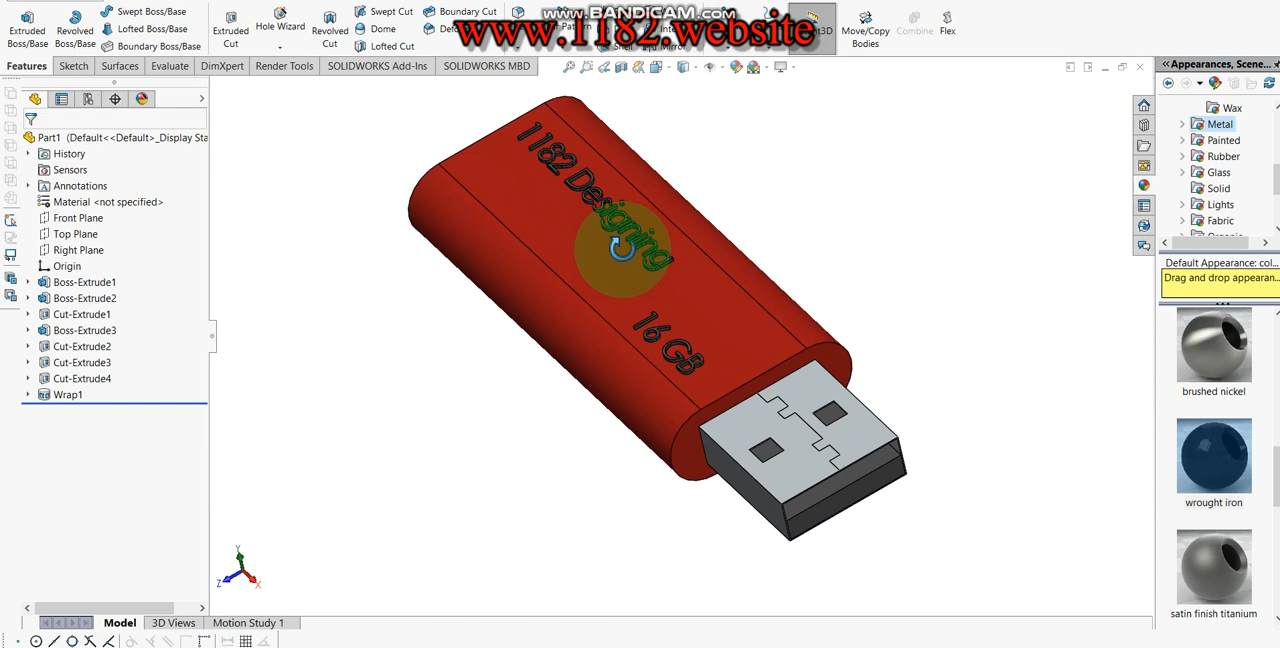 www.BANDICAM.com
www.1182.website
Extruded Boss/Base
Revolved Boss/Base
Swept Boss/Base
Lofted Boss/Base
Boundary Boss/Base
Extruded Cut
Hole Wizard
Revolved Cut
Swept Cut
Dome
Lofted Cut
Boundary Cut
Move/Copy Bodies
Combine
Flex
Features
Sketch
Surfaces
Evaluate
DimXpert
Render Tools
SOLIDWORKS Add-Ins
SOLIDWORKS MBD
Appearances, Scene...
Part1 (Default<<Default>_Display Sta
History
Sensors
Annotations
Material <not specified>
Front Plane
Top Plane
Right Plane
Origin
Boss-Extrude1
Boss-Extrude2
Cut-Extrude1
Boss-Extrude3
Cut-Extrude2
Cut-Extrude3
Cut-Extrude4
Wrap1
1182 Designing
16 GB
Y
Z
X
Wax
Metal
Painted
Rubber
Glass
Solid
Lights
Fabric
Default Appearance: col...
Drag and drop appearan...
brushed nickel
wrought iron
satin finish titanium
Model
3D Views
Motion Study 1